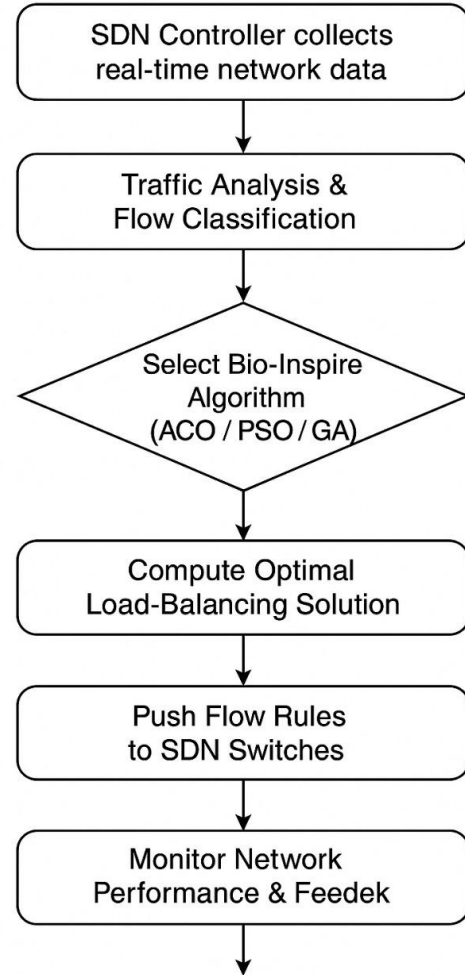 SDN Controller collects
real-time network data
Traffic Analysis &
Flow Classification
Select Bio-Inspire
Algorithm
(ACO / PSO / GA)
Compute Optimal
Load-Balancing Solution
Push Flow Rules
to SDN Switches
Monitor Network
Performance & Feedek